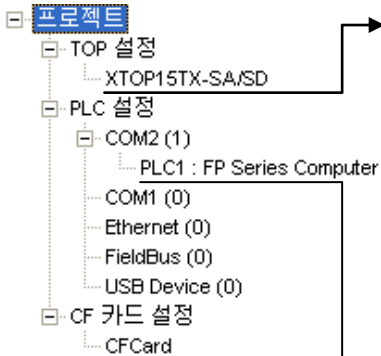 프로젝트
TOP 설정
XTOP15TX-SA/SD
PLC 설정
COM2 (1)
PLC1 : FP Series Computer
COM1 (0)
Ethernet (0)
FieldBus (0)
USB Device (0)
CF 카드 설정
CFCard